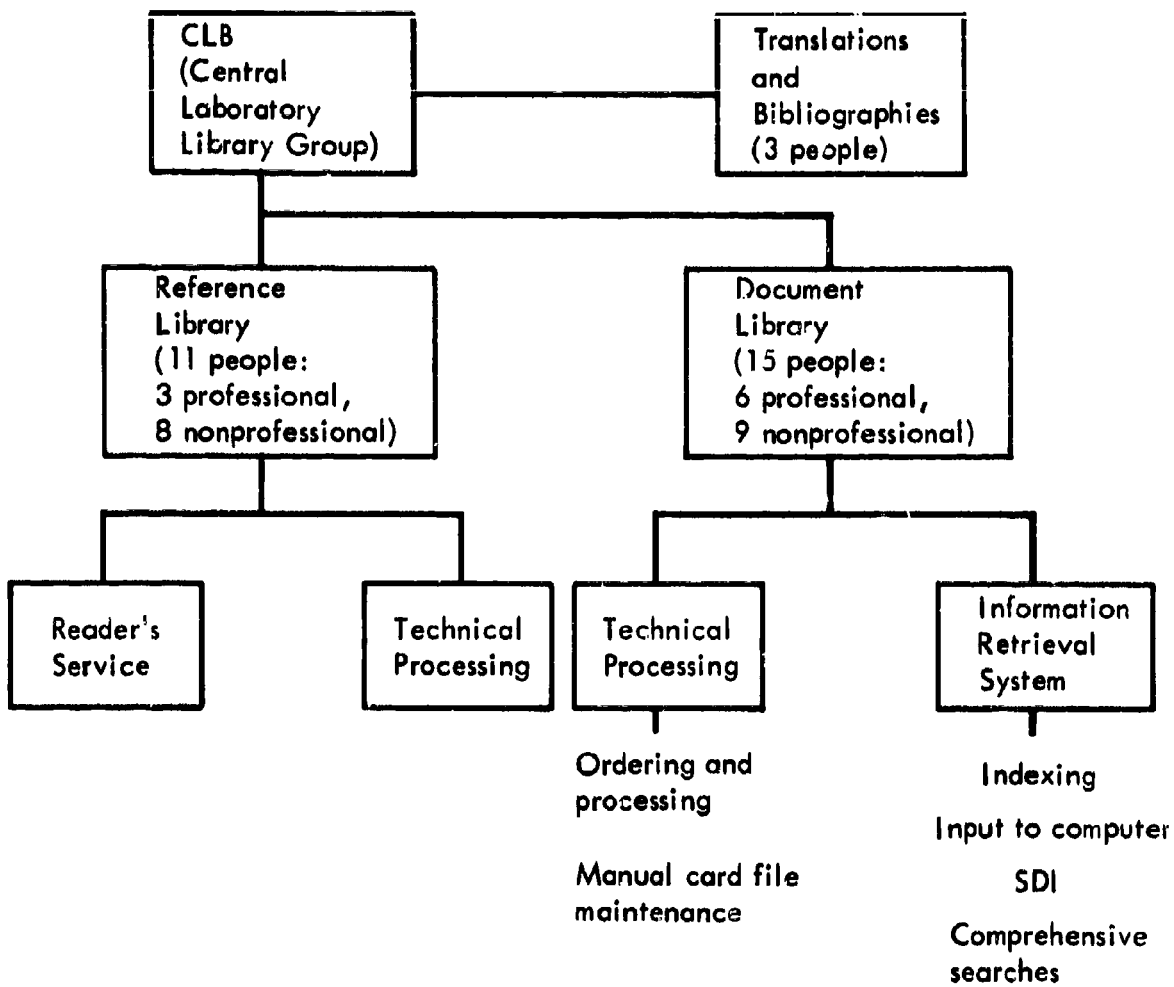 CLB
(Central
Laboratory
Library Group)
Translations
and
Bibliographies
(3 people)
Reference
Library
(11 people:
3 professional,
8 nonprofessional)
Document
Library
(15 people:
6 professional,
9 nonprofessional)
Reader's
Service
Technical
Processing
Technical
Processing
Information
Retrieval
System
Ordering and
processing
Manual card file
maintenance
Indexing
Input to computer
SDI
Comprehensive
searches